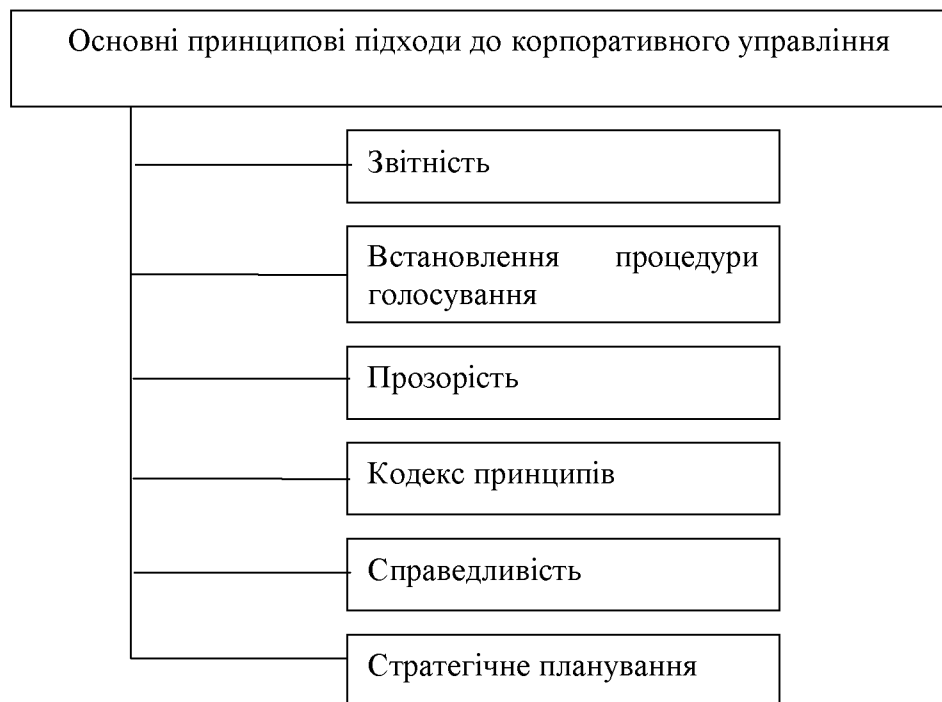 Основні принципові підходи до корпоративного управління
Звітність
Встановлення процедури
голосування
Прозорість
Кодекс принципів
Справедливість
Стратегічне планування